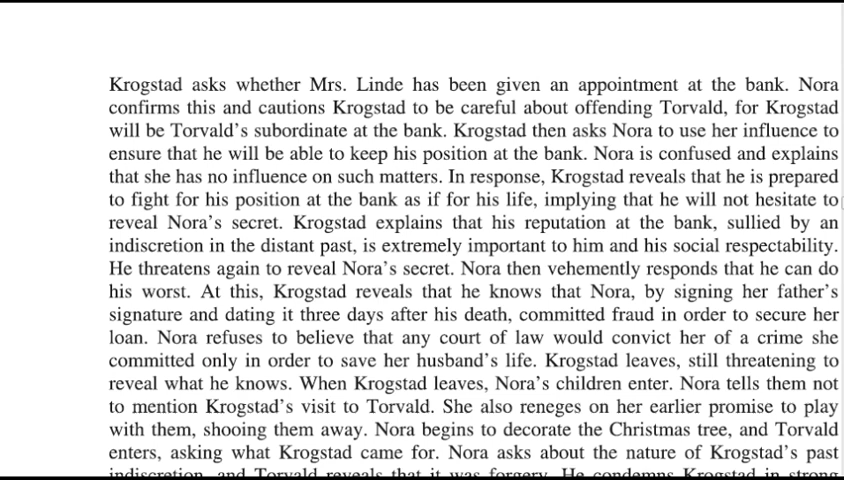 Krogstad asks whether Mrs. Linde has been given an appointment at the bank. Nora
confirms this and cautions Krogstad to be careful about offending Torvald, for Krogstad
will be Torvald’s subordinate at the bank. Krogstad then asks Nora to use her influence to
ensure that he will be able to keep his position at the bank. Nora is confused and explains
that she has no influence on such matters. In response, Krogstad reveals that he is prepared
to fight for his position at the bank as if for his life, implying that he will not hesitate to
reveal Nora’s secret. Krogstad explains that his reputation at the bank, sullied by an
indiscretion in the distant past, is extremely important to him and his social respectability.
He threatens again to reveal Nora’s secret. Nora then vehemently responds that he can do
his worst. At this, Krogstad reveals that he knows that Nora, by signing her father’s
signature and dating it three days after his death, committed fraud in order to secure her
loan. Nora refuses to believe that any court of law would convict her of a crime she
committed only in order to save her husband’s life. Krogstad leaves, still threatening to
reveal what he knows. When Krogstad leaves, Nora’s children enter. Nora tells them not
to mention Krogstad’s visit to Torvald. She also reneges on her earlier promise to play
with them, shooing them away. Nora begins to decorate the Christmas tree, and Torvald
enters, asking what Krogstad came for. Nora asks about the nature of Krogstad’s past
indiscretion, and Torvald reveals that it was forgery. He condemns Krogstad in strong